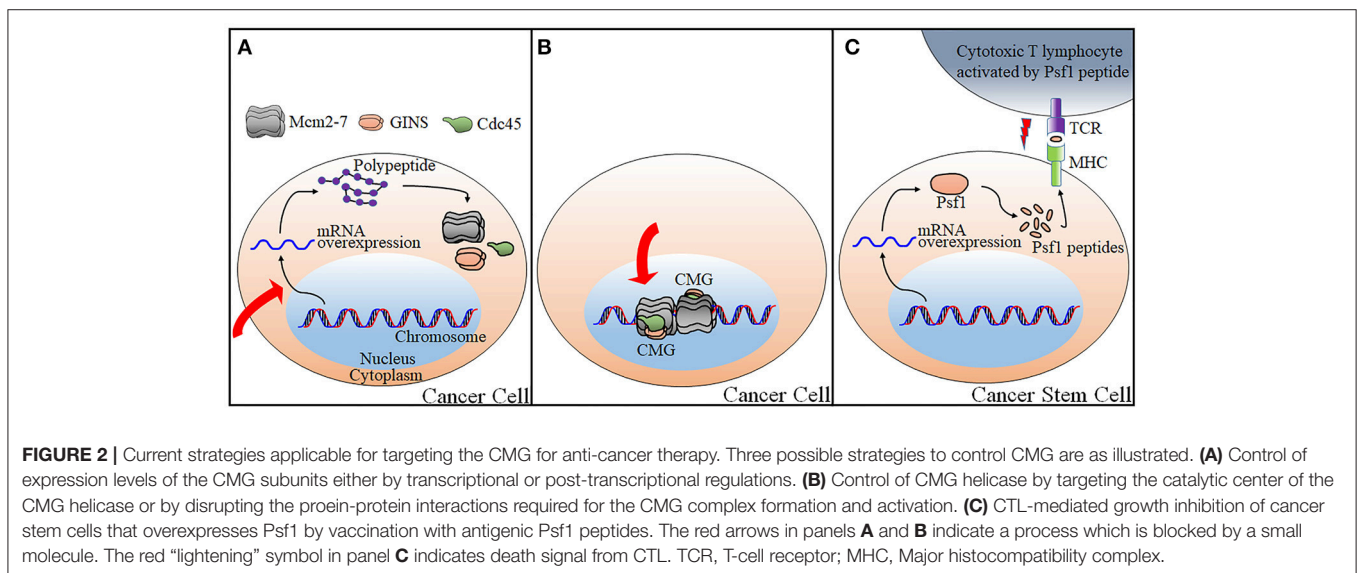 A
Mcm2-7
GINS
Cdc45
Polypeptide
mRNA
overexpression
Chromosome
Nucleus
Cytoplasm
Cancer Cell
B
CMG
CMG
Cancer Cell
C
Cytotoxic T lymphocyte
activated by Psf1 peptide
TCR
MHC
Psf1
mRNA
overexpression
Psf1 peptides
Cancer Stem Cell
FIGURE 2 | Current strategies applicable for targeting the CMG for anti-cancer therapy. Three possible strategies to control CMG are as illustrated. (A) Control of
expression levels of the CMG subunits either by transcriptional or post-transcriptional regulations. (B) Control of CMG helicase by targeting the catalytic center of the
CMG helicase or by disrupting the proein-protein interactions required for the CMG complex formation and activation. (C) CTL-mediated growth inhibition of cancer
stem cells that overexpresses Psf1 by vaccination with antigenic Psf1 peptides. The red arrows in panels A and B indicate a process which is blocked by a small
molecule. The red “lightening” symbol in panel C indicates death signal from CTL. TCR, T-cell receptor; MHC, Major histocompatibility complex.